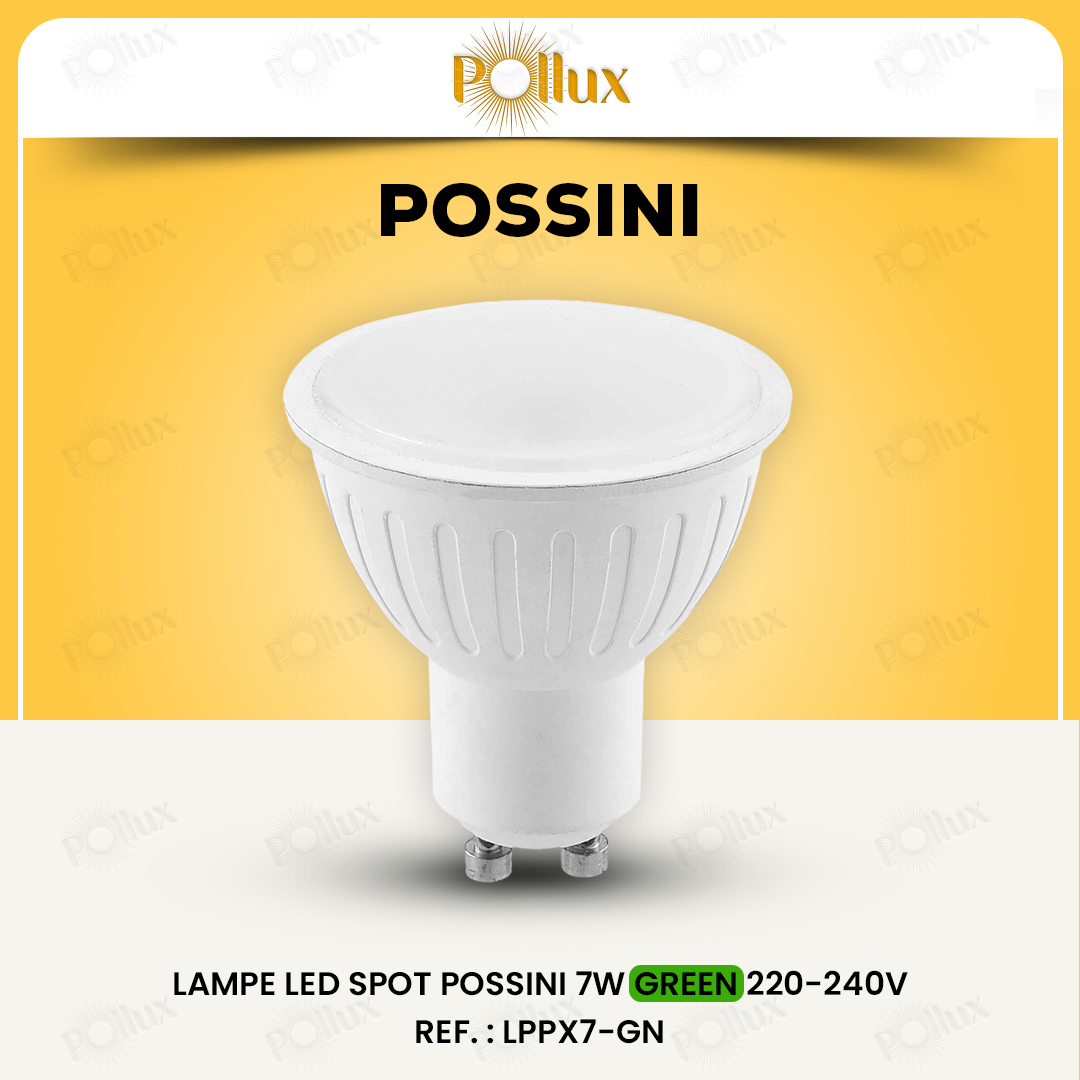 Pollux
POSSINI
LAMPE LED SPOT POSSINI 7W GREEN 220-240V
REF. : LPPX7-GN